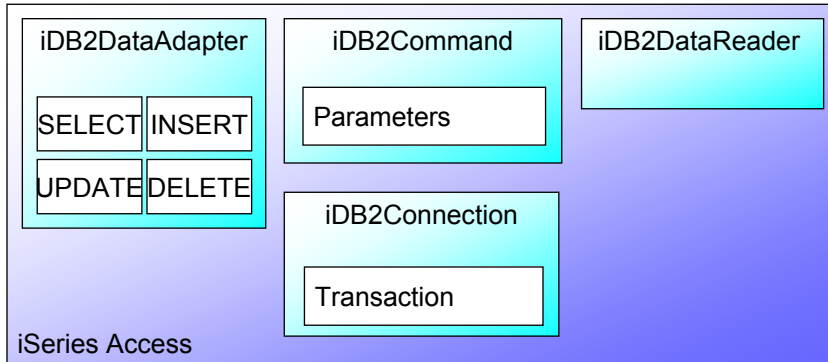 iDB2DataAdapter
SELECT
INSERT
UPDATE
DELETE
iDB2Command
Parameters
iDB2Connection
Transaction
iDB2DataReader
iSeries Access